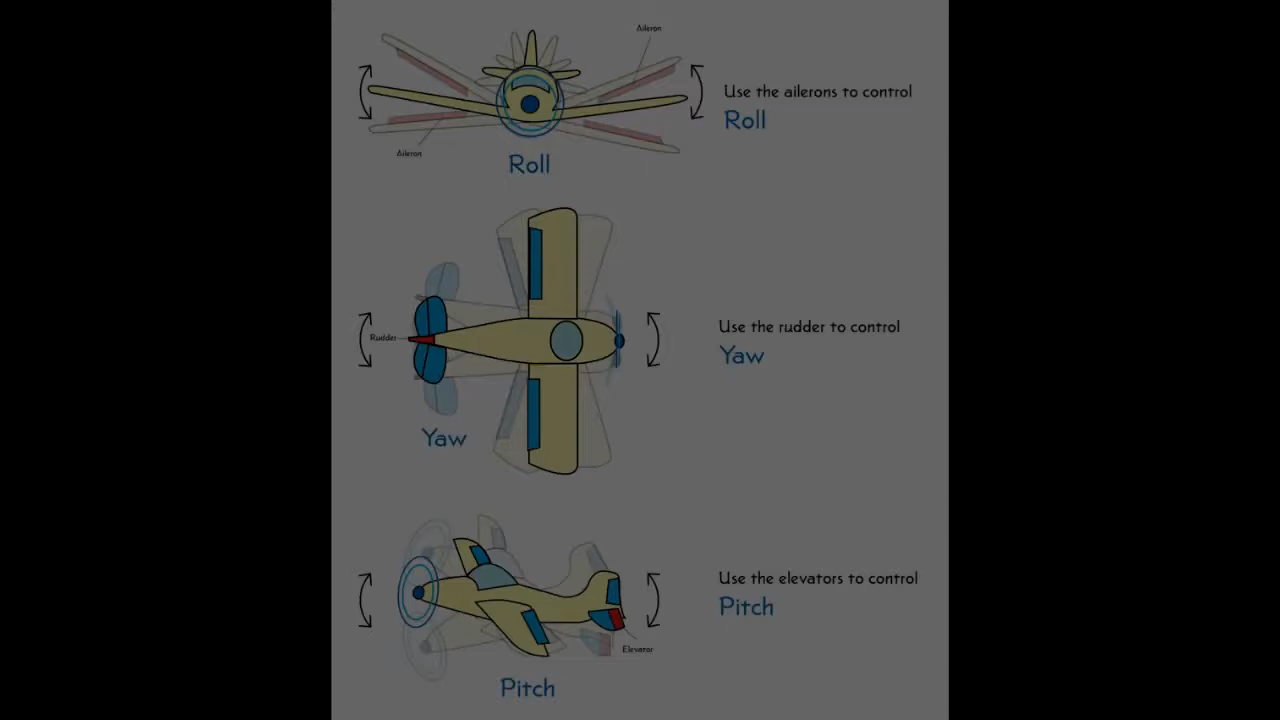 Aileron
Use the ailerons to control
Roll
Aileron
Roll
Use the rudder to control
Rudder
Yaw
Yaw
Use the elevators to control
Pitch
Elevator
Pitch